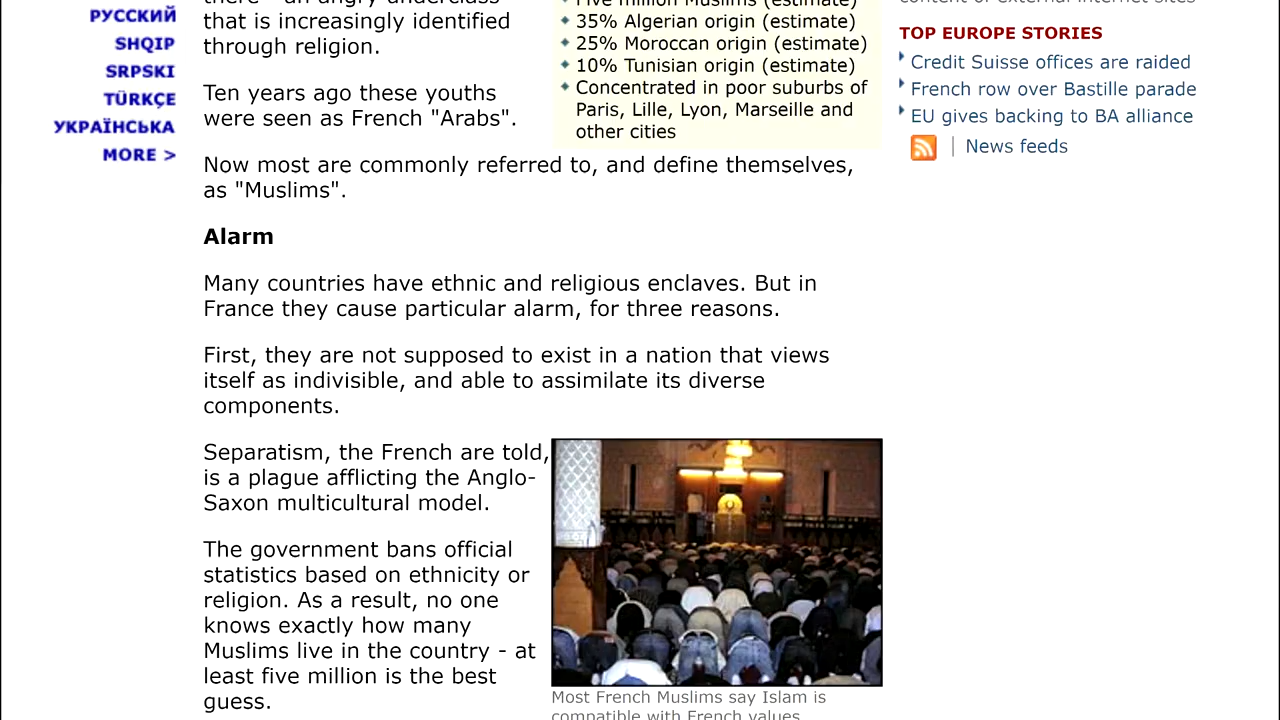 РУССКИЙ
SHQIP
SRPSKI
TÜRKÇE
УКРАЇНСЬКА
MORE >
there - an angry underclass
that is increasingly identified
through religion.
Ten years ago these youths
were seen as French "Arabs".
Five million Muslims (estimate)
35% Algerian origin (estimate)
25% Moroccan origin (estimate)
10% Tunisian origin (estimate)
Concentrated in poor suburbs of
Paris, Lille, Lyon, Marseille and
other cities
Now most are commonly referred to, and define themselves,
as "Muslims".
Alarm
Many countries have ethnic and religious enclaves. But in
France they cause particular alarm, for three reasons.
First, they are not supposed to exist in a nation that views
itself as indivisible, and able to assimilate its diverse
components.
Separatism, the French are told,
is a plague afflicting the Anglo-
Saxon multicultural model.
The government bans official
statistics based on ethnicity or
religion. As a result, no one
knows exactly how many
Muslims live in the country - at
least five million is the best
guess.
Most French Muslims say Islam is
compatible with French values
content of external internet sites
TOP EUROPE STORIES
Credit Suisse offices are raided
French row over Bastille parade
EU gives backing to BA alliance
| News feeds